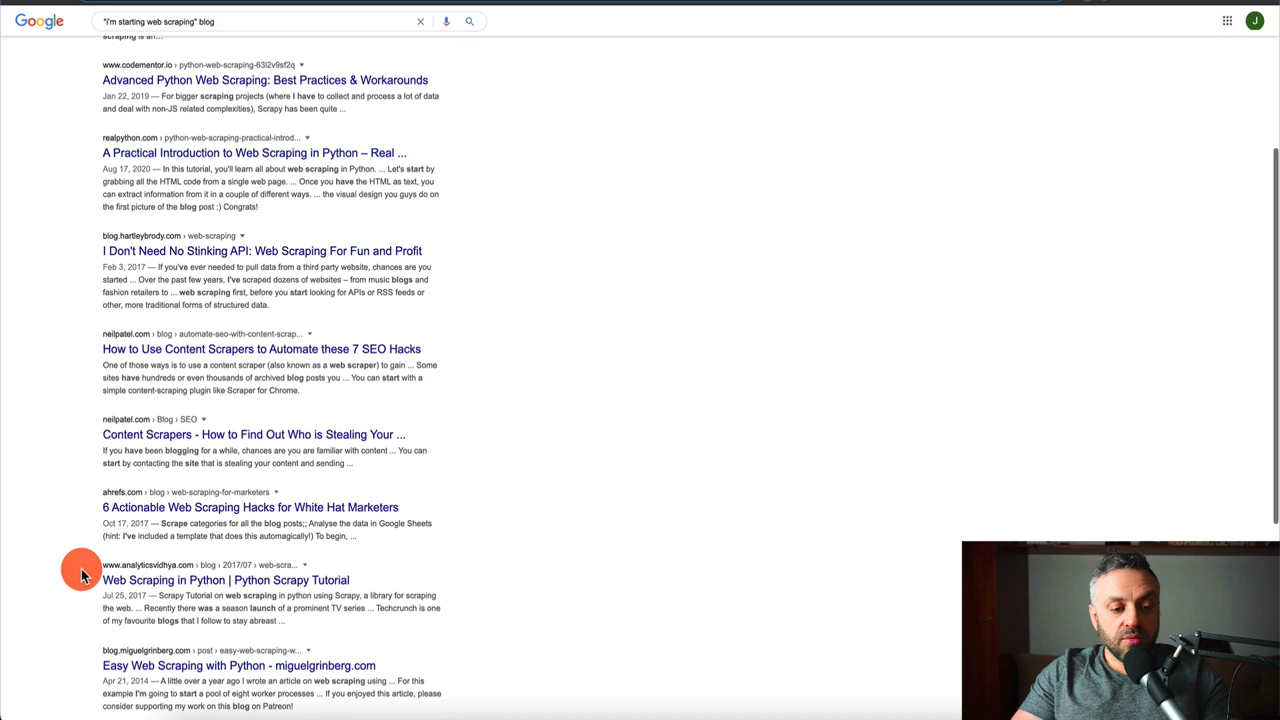 Google
"i'm starting web scraping" blog
J
scraping is an…
www.codementor.io › python-web-scraping-63l2v9sf2q
Advanced Python Web Scraping: Best Practices & Workarounds
Jan 22, 2019 — For bigger scraping projects (where I have to collect and process a lot of data
and deal with non-JS related complexities), Scrapy has been quite ...
realpython.com › python-web-scraping-practical-introd...
A Practical Introduction to Web Scraping in Python – Real ...
Aug 17, 2020 — In this tutorial, you'll learn all about web scraping in Python. ... Let's start by
grabbing all the HTML code from a single web page. ... Once you have the HTML as text, you
can extract information from it in a couple of different ways. ... the visual design you guys do on
the first picture of the blog post :) Congrats!
blog.hartleybrody.com › web-scraping
I Don't Need No Stinking API: Web Scraping For Fun and Profit
Feb 3, 2017 — If you've ever needed to pull data from a third party website, chances are you
started ... Over the past few years, I've scraped dozens of websites – from music blogs and
fashion retailers to ... web scraping first, before you start looking for APIs or RSS feeds or
other, more traditional forms of structured data.
neilpatel.com › blog › automate-seo-with-content-scrap...
How to Use Content Scrapers to Automate these 7 SEO Hacks
One of those ways is to use a content scraper (also known as a web scraper) to gain ... Some
sites have hundreds or even thousands of archived blog posts you ... You can start with a
simple content-scraping plugin like Scraper for Chrome.
neilpatel.com › Blog › SEO
Content Scrapers - How to Find Out Who is Stealing Your ...
If you have been blogging for a while, chances are you are familiar with content ... You can
start by contacting the site that is stealing your content and sending ...
ahrefs.com › blog › web-scraping-for-marketers
6 Actionable Web Scraping Hacks for White Hat Marketers
Oct 17, 2017 — Scrape categories for all the blog posts;; Analyse the data in Google Sheets
(hint: I've included a template that does this automagically!) To begin, ...
www.analyticsvidhya.com › blog › 2017/07 › web-scra...
Web Scraping in Python | Python Scrapy Tutorial
Jul 25, 2017 — Scrapy Tutorial on web scraping in python using Scrapy, a library for scraping
the web. ... Recently there was a season launch of a prominent TV series ... Techcrunch is one
of my favourite blogs that I follow to stay abreast ...
blog.miguelgrinberg.com › post › easy-web-scraping-w...
Easy Web Scraping with Python - miguelgrinberg.com
Apr 21, 2014 — A little over a year ago I wrote an article on web scraping using ... For this
example I'm going to start a pool of eight worker processes ... If you enjoyed this article, please
consider supporting my work on this blog on Patreon!